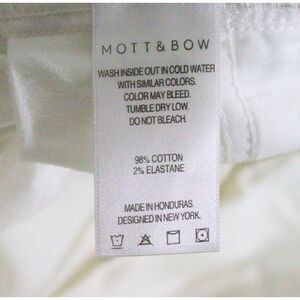 MOTT & BOW
WASH INSIDE OUT IN COLD WATER
WITH SIMILAR COLORS.
COLOR MAY BLEED.
TUMBLE DRY LOW.
DO NOT BLEACH.
98% COTTON
2% ELASTANE
MADE IN HONDURAS.
DESIGNED IN NEW YORK.